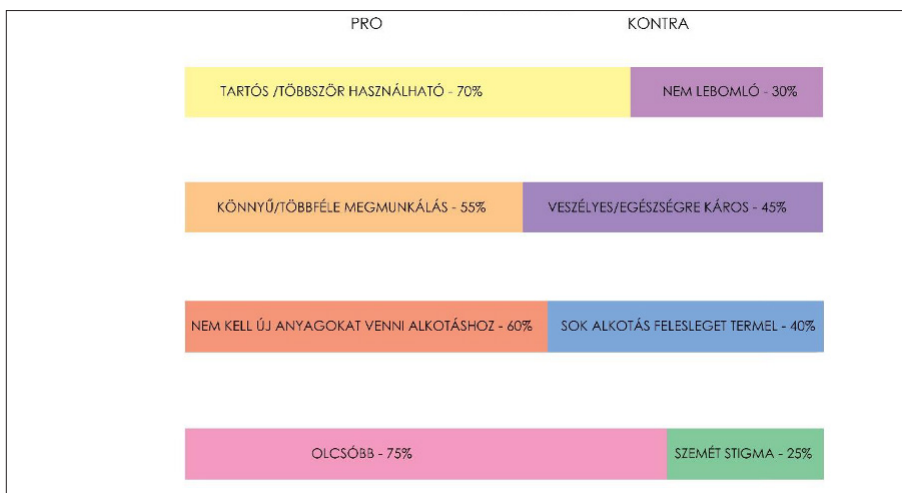 PRO KONTRA
TARTÓS /TÖBBSZÖR HASZNÁLHATÓ - 70% NEM LEBOMLÓ - 30%
KÖNNYŰ/TÖBBFÉLE MEGMUNKÁLÁS - 55% VESZÉLYES/EGÉSZSÉGRE KÁROS - 45%
NEM KELL ÚJ ANYAGOKAT VENNI ALKOTÁSHOZ - 60% SOK ALKOTÁS FELESLEGET TERMEL - 40%
OLCSÓBB - 75% SZEMÉT STIGMA - 25%